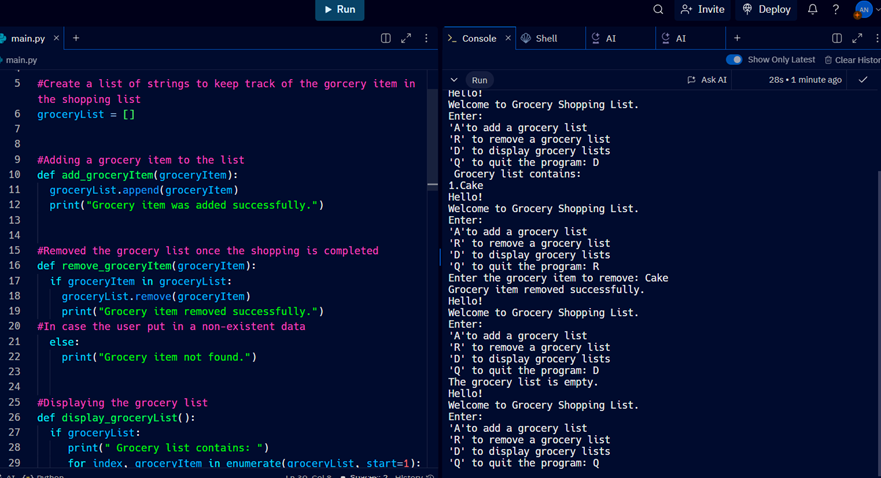 Run
Invite
Deploy
AN
main.py
Console
Shell
AI
AI
main.py
Show Only Latest
Clear Histor
5 #Create a list of strings to keep track of the gorcery item in
the shopping list
6 groceryList = []
7
8
9 #Adding a grocery item to the list
10 def add_groceryItem(groceryItem):
11 groceryList.append(groceryItem)
12 print("Grocery item was added successfully.")
13
14
15 #Removed the grocery list once the shopping is completed
16 def remove_groceryItem(groceryItem):
17 if groceryItem in groceryList:
18 groceryList.remove(groceryItem)
19 print("Grocery item removed successfully.")
20 #In case the user put in a non-existent data
21 else:
22 print("Grocery item not found.")
23
24
25 #Displaying the grocery list
26 def display_groceryList():
27 if groceryList:
28 print(" Grocery list contains: ")
29 for index, groceryItem in enumerate(groceryList, start=1):
Run
Ask AI
28s • 1 minute ago
Hello!
Welcome to Grocery Shopping List.
Enter:
'A'to add a grocery list
'R' to remove a grocery list
'D' to display grocery lists
'Q' to quit the program: D
Grocery list contains:
1.Cake
Hello!
Welcome to Grocery Shopping List.
Enter:
'A'to add a grocery list
'R' to remove a grocery list
'D' to display grocery lists
'Q' to quit the program: R
Enter the grocery item to remove: Cake
Grocery item removed successfully.
Hello!
Welcome to Grocery Shopping List.
Enter:
'A'to add a grocery list
'R' to remove a grocery list
'D' to display grocery lists
'Q' to quit the program: D
The grocery list is empty.
Hello!
Welcome to Grocery Shopping List.
Enter:
'A'to add a grocery list
'R' to remove a grocery list
'D' to display grocery lists
'Q' to quit the program: Q